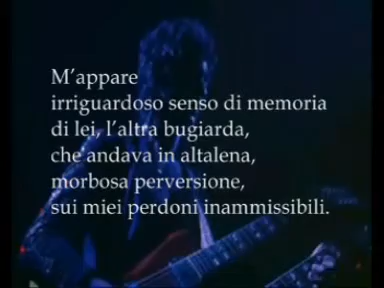 M'appare
irriguardoso senso di memoria
di lei, l'altra bugiarda,
che andava in altalena,
morbosa perversione,
sui miei perdoni inammissibili.